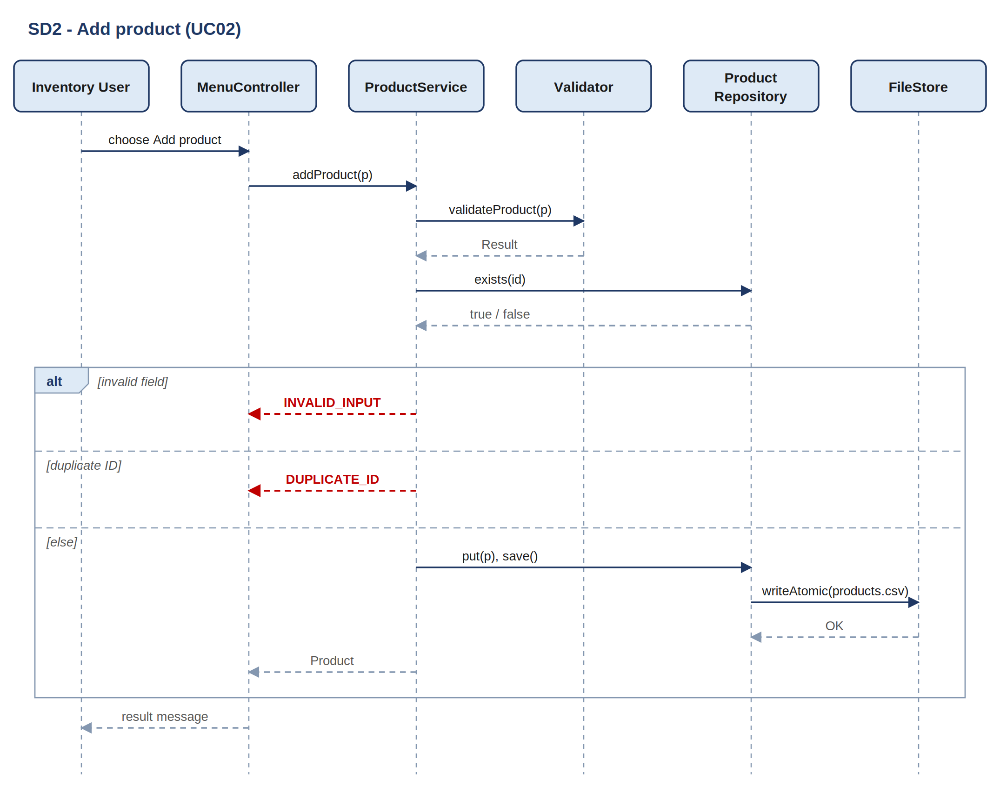 SD2 - Add product (UC02)
Inventory User
MenuController
ProductService
Validator
Product
Repository
FileStore
choose Add product
addProduct(p)
validateProduct(p)
Result
exists(id)
true / false
alt
[invalid field]
INVALID_INPUT
[duplicate ID]
DUPLICATE_ID
[else]
put(p), save()
writeAtomic(products.csv)
OK
Product
result message